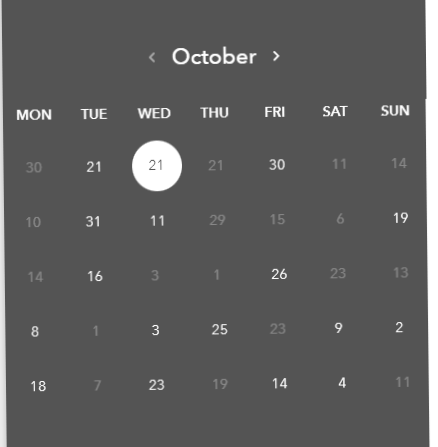 ‹ October ›
MON TUE WED THU FRI SAT SUN
30 21 21 21 30 11 14
10 31 11 29 15 6 19
14 16 3 1 26 23 13
8 1 3 25 23 9 2
18 7 23 19 14 4 11